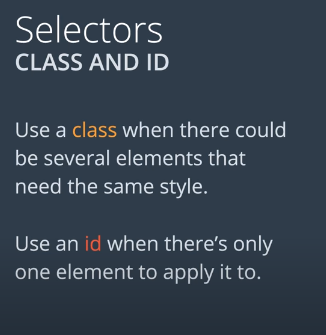 Selectors
CLASS AND ID
Use a class when there could
be several elements that
need the same style.
Use an id when there’s only
one element to apply it to.